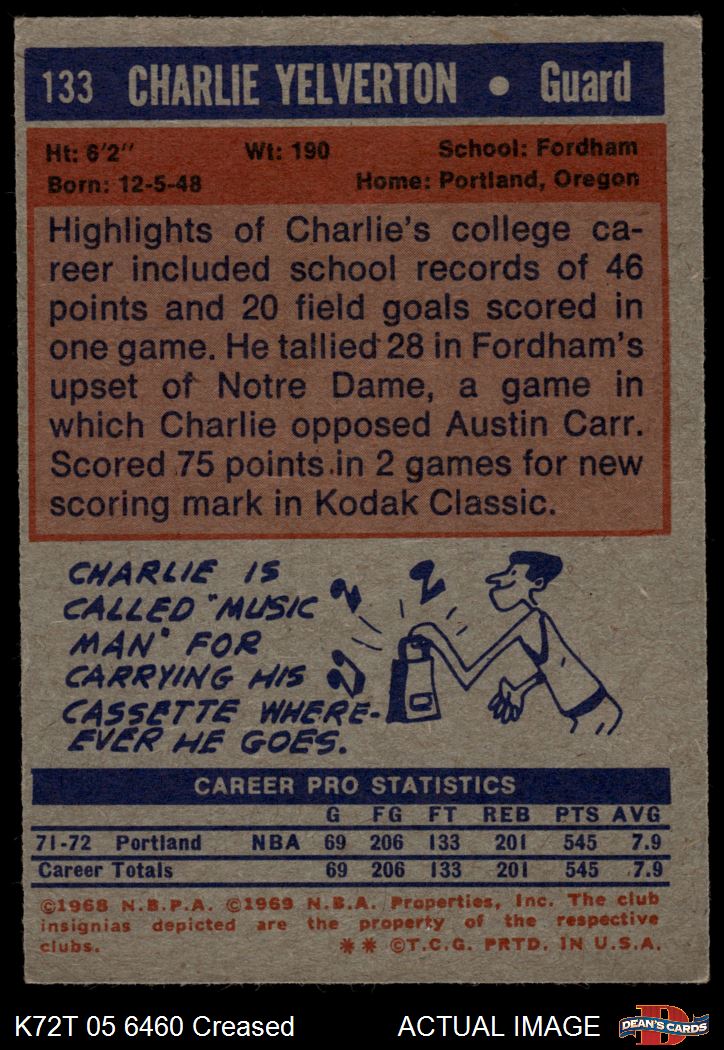 133 CHARLIE YELVERTON • Guard
Ht: 6'2" Wt: 190 School: Fordham
Born: 12-5-48 Home: Portland, Oregon
Highlights of Charlie's college ca-
reer included school records of 46
points and 20 field goals scored in
one game. He tallied 28 in Fordham's
upset of Notre Dame, a game in
which Charlie opposed Austin Carr.
Scored 75 points in 2 games for new
scoring mark in Kodak Classic.
CHARLIE IS
CALLED "MUSIC
MAN" FOR
CARRYING HIS
CASSETTE WHERE-
EVER HE GOES.
CAREER PRO STATISTICS
G FG FT REB PTS AVG
71-72 Portland NBA 69 206 133 201 545 7.9
Career Totals 69 206 133 201 545 7.9
©1968 N.B.P.A. ©1969 N.B.A. Properties, Inc. The club
insignias depicted are the property of the respective
clubs. ** ©T.C.G. PRTD. IN U.S.A.
K72T 05 6460 Creased ACTUAL IMAGE
DEAN'S CARDS